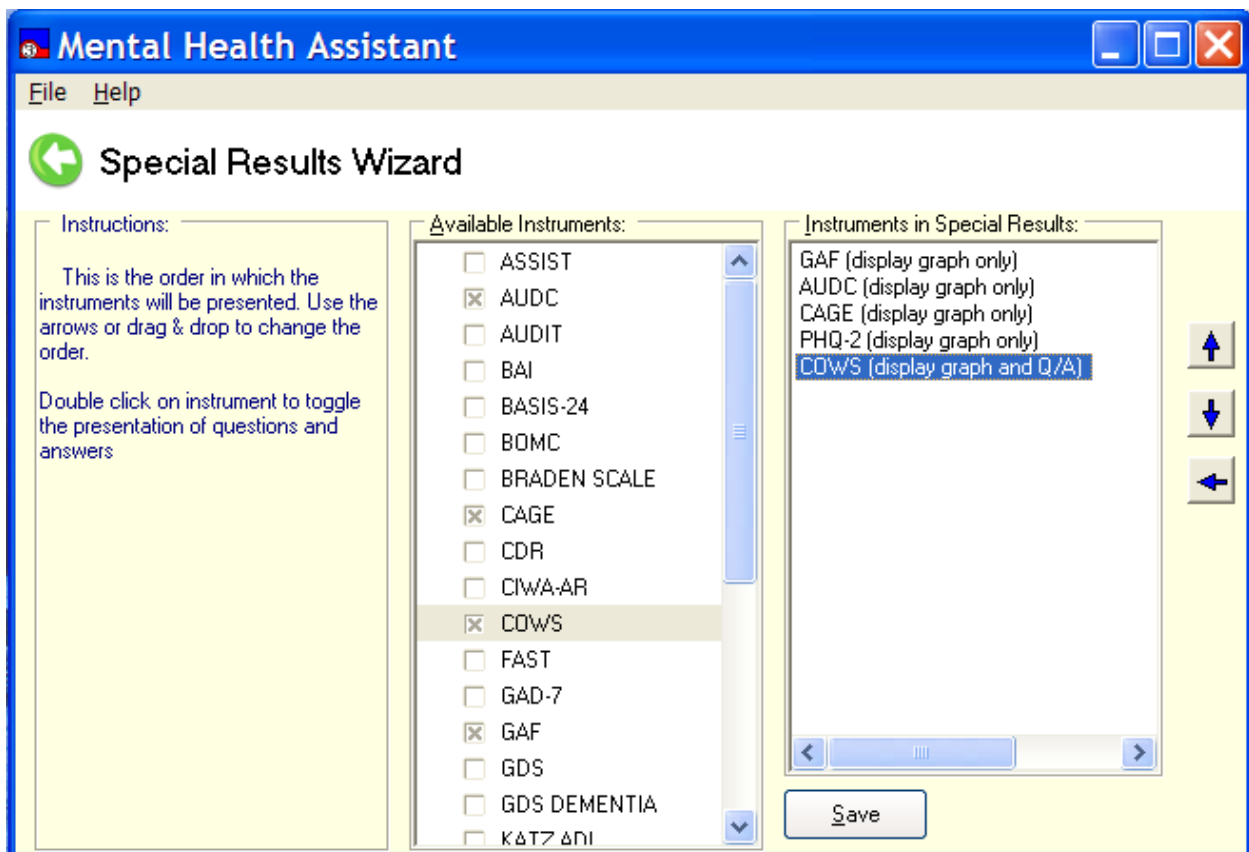 Mental Health Assistant
File Help
Special Results Wizard
Instructions:
This is the order in which the
instruments will be presented. Use the
arrows or drag & drop to change the
order.
Double click on instrument to toggle
the presentation of questions and
answers
Available Instruments:
ASSIST
AUDC
AUDIT
BAI
BASIS-24
BOMC
BRADEN SCALE
CAGE
CDR
CIWA-AR
COWS
FAST
GAD-7
GAF
GDS
GDS DEMENTIA
KATZ ADL
Instruments in Special Results:
GAF (display graph only)
AUDC (display graph only)
CAGE (display graph only)
PHQ-2 (display graph only)
COWS (display graph and Q/A)
Save